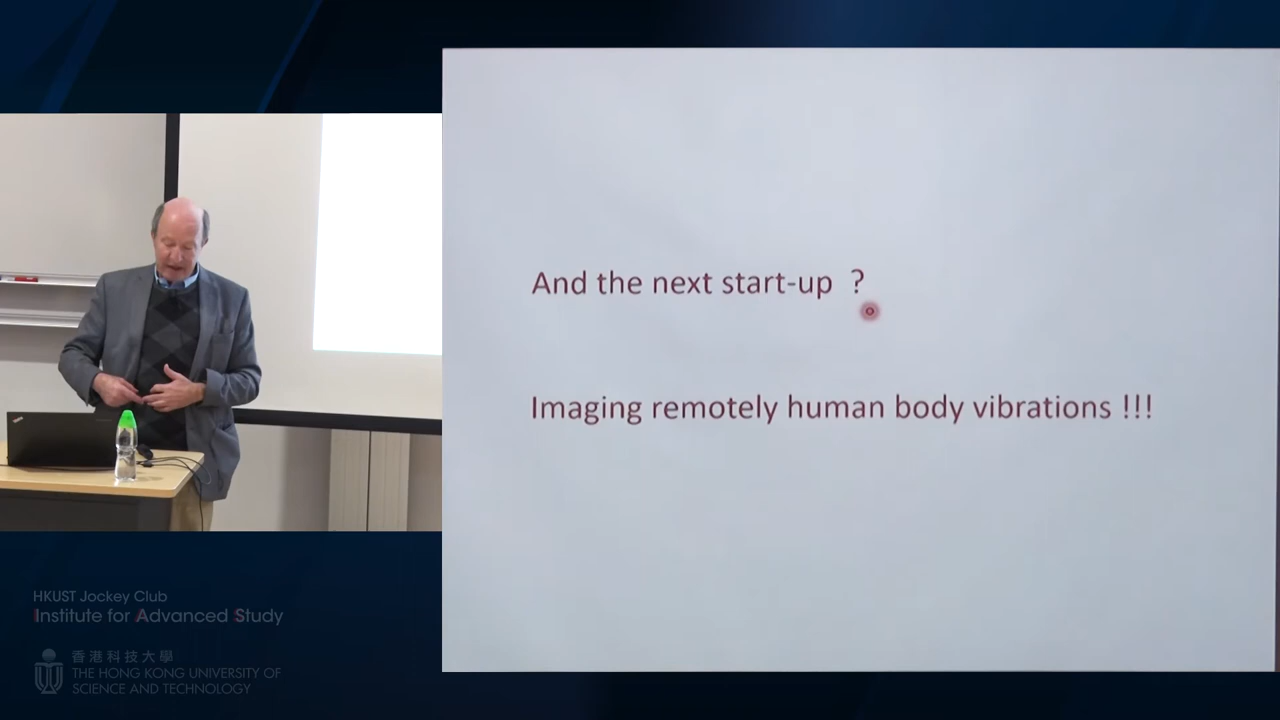 And the next start-up ?
Imaging remotely human body vibrations !!!
HKUST Jockey Club
Institute for Advanced Study
香港科技大學
THE HONG KONG UNIVERSITY OF
SCIENCE AND TECHNOLOGY